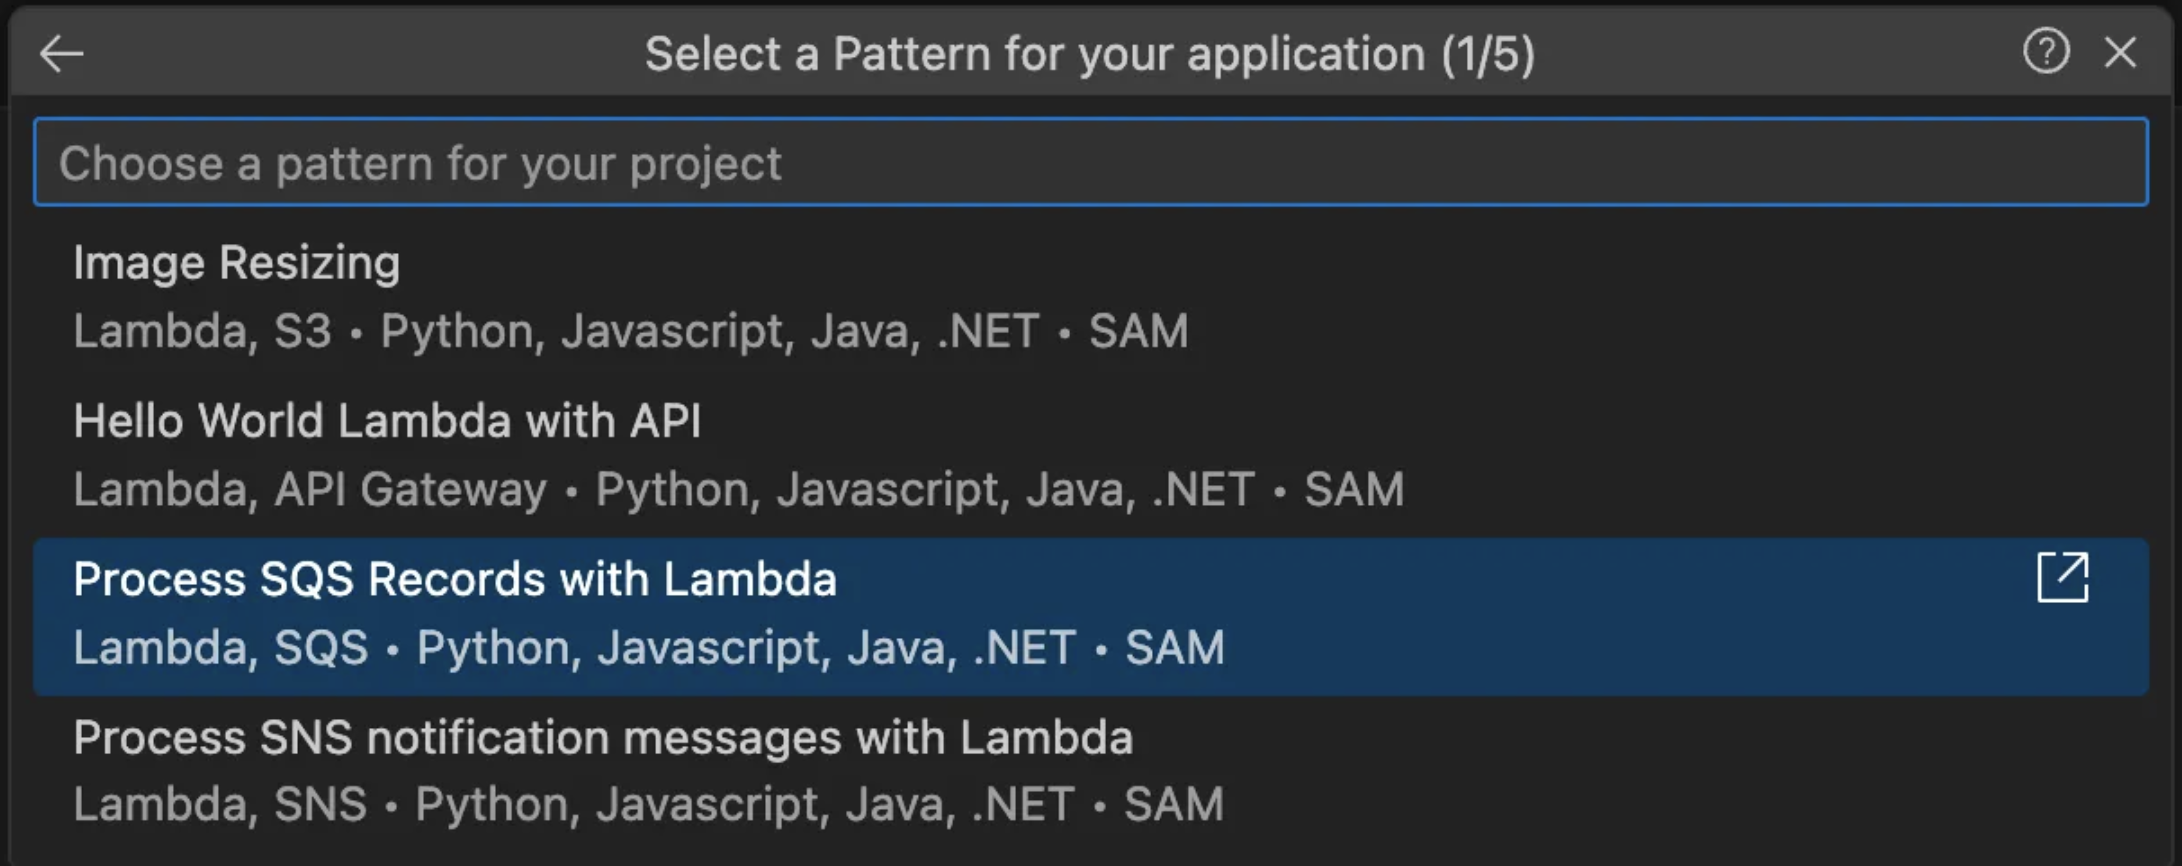 Select a Pattern for your application (1/5)
Choose a pattern for your project
Image Resizing
Lambda, S3 • Python, Javascript, Java, .NET • SAM
Hello World Lambda with API
Lambda, API Gateway • Python, Javascript, Java, .NET • SAM
Process SQS Records with Lambda
Lambda, SQS • Python, Javascript, Java, .NET • SAM
Process SNS notification messages with Lambda
Lambda, SNS • Python, Javascript, Java, .NET • SAM